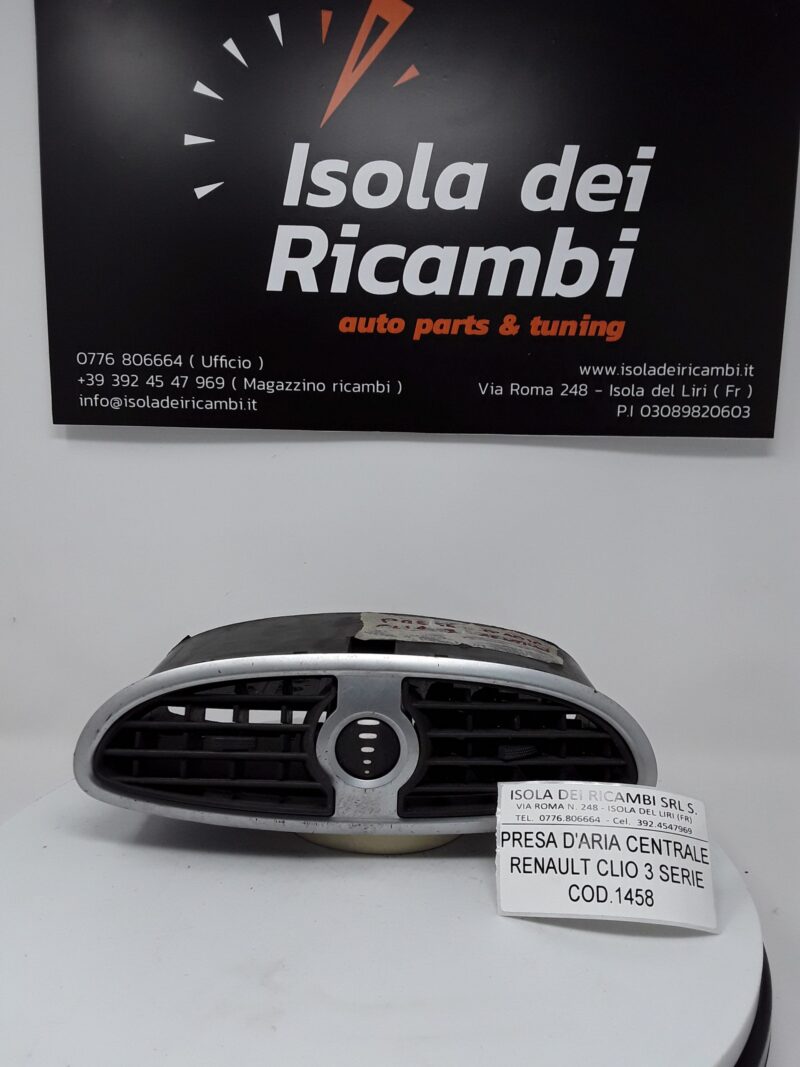 Isola dei
Ricambi
auto parts & tuning
0776 806664 ( Ufficio )
+39 392 45 47 969 ( Magazzino ricambi )
info@isoladeiricambi.it
www.isoladeiricambi.it
Via Roma 248 - Isola del Liri ( Fr )
P.I 03089820603
ISOLA DEI RICAMBI SRL S.
VIA ROMA N. 248 - ISOLA DEL LIRI (FR)
TEL. 0776.806664 - Cel. 392.4547969
PRESA D'ARIA CENTRALE
RENAULT CLIO 3 SERIE
COD.1458